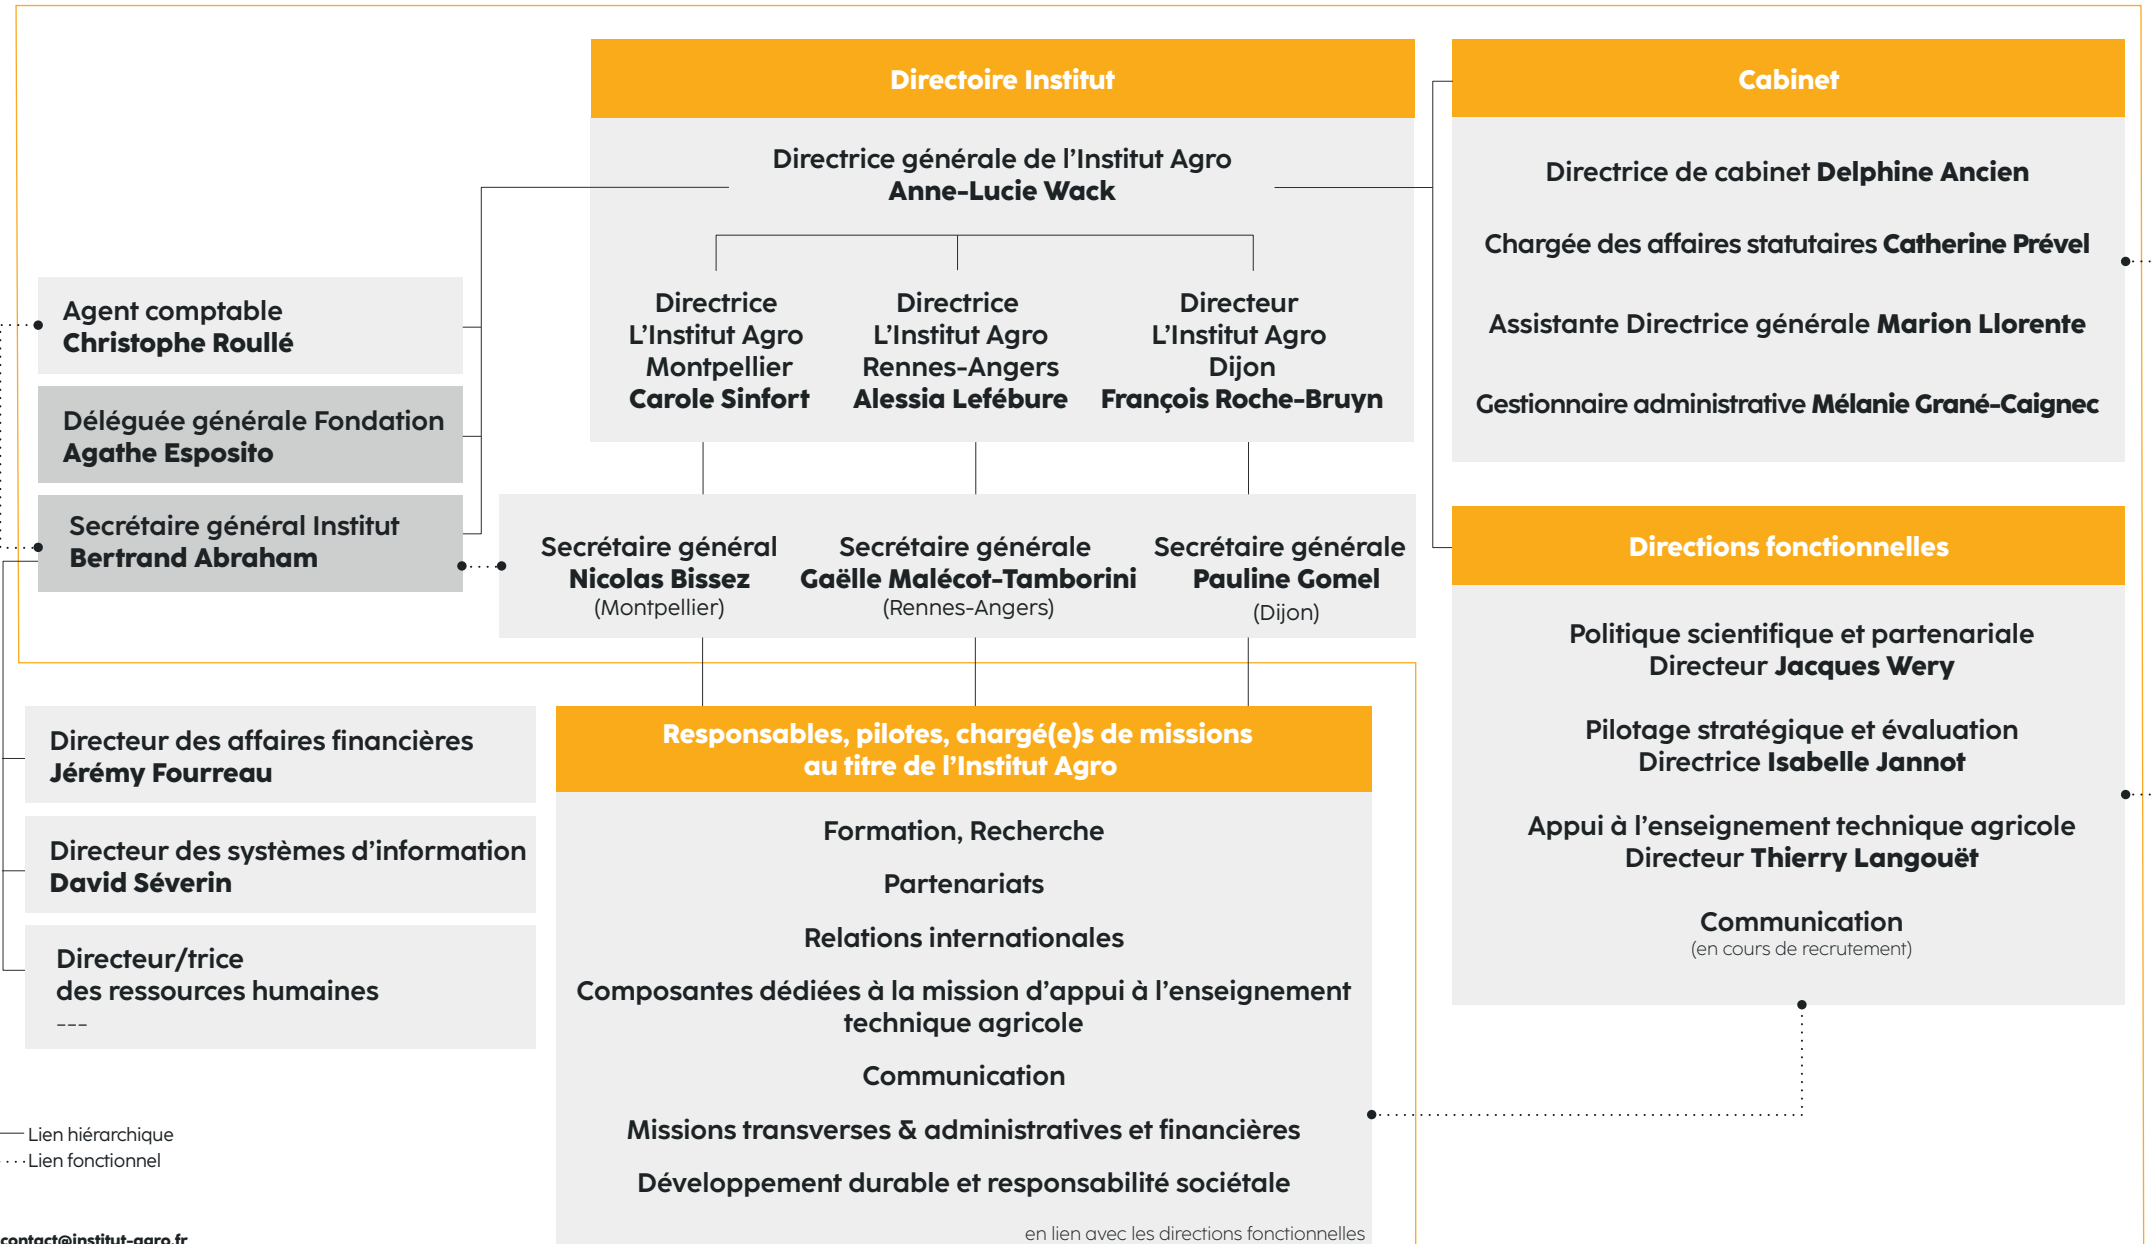 Directoire Institut
Directrice générale de l'Institut Agro
Anne-Lucie Wack
Directrice
L'Institut Agro
Montpellier
Carole Sinfort
Directrice
L'Institut Agro
Rennes-Angers
Alessia Lefébure
Directeur
L'Institut Agro
Dijon
François Roche-Bruyn
Cabinet
Directrice de cabinet Delphine Ancien
Chargée des affaires statutaires Catherine Prével
Assistante Directrice générale Marion Llorente
Gestionnaire administrative Mélanie Grané-Caignec
Agent comptable
Christophe Roullé
Déléguée générale Fondation
Agathe Esposito
Secrétaire général Institut
Bertrand Abraham
Secrétaire général
Nicolas Bissez
(Montpellier)
Secrétaire générale
Gaëlle Malécot-Tamborini
(Rennes-Angers)
Secrétaire générale
Pauline Gomel
(Dijon)
Directions fonctionnelles
Politique scientifique et partenariale
Directeur Jacques Wery
Pilotage stratégique et évaluation
Directrice Isabelle Jannot
Appui à l'enseignement technique agricole
Directeur Thierry Langouët
Communication
(en cours de recrutement)
Directeur des affaires financières
Jérémy Fourreau
Directeur des systèmes d'information
David Séverin
Directeur/trice
des ressources humaines
---
Responsables, pilotes, chargé(e)s de missions
au titre de l'Institut Agro
Formation, Recherche
Partenariats
Relations internationales
Composantes dédiées à la mission d'appui à l'enseignement
technique agricole
Communication
Missions transverses & administratives et financières
Développement durable et responsabilité sociétale
en lien avec les directions fonctionnelles
Lien hiérarchique
Lien fonctionnel
contact@institut-agro.fr